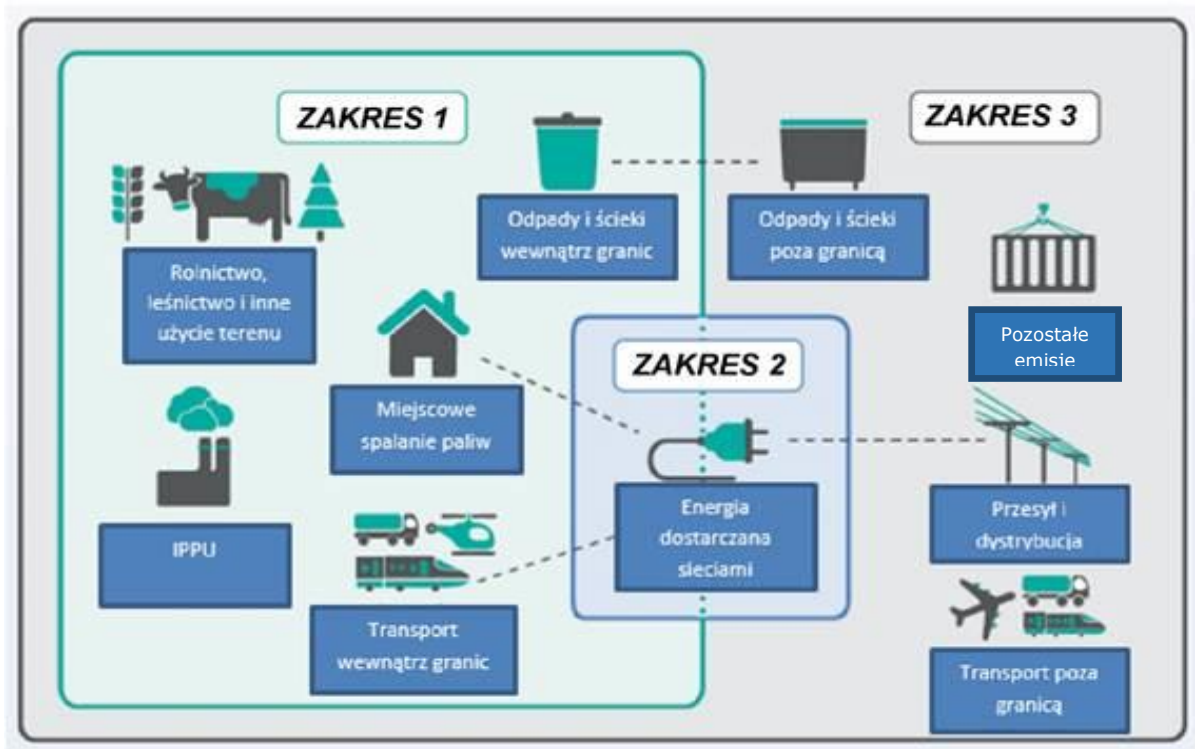 ZAKRES 1
ZAKRES 3
Odpady i ścieki
wewnątrz granic
Odpady i ścieki
poza granicą
Rolnictwo,
leśnictwo i inne
użycie terenu
Pozostałe
emisie
ZAKRES 2
Miejscowe
spalanie paliw
Energia
dostarczana
sieciami
Przesył i
dystrybucja
IPPU
Transport
wewnątrz granic
Transport poza
granicą